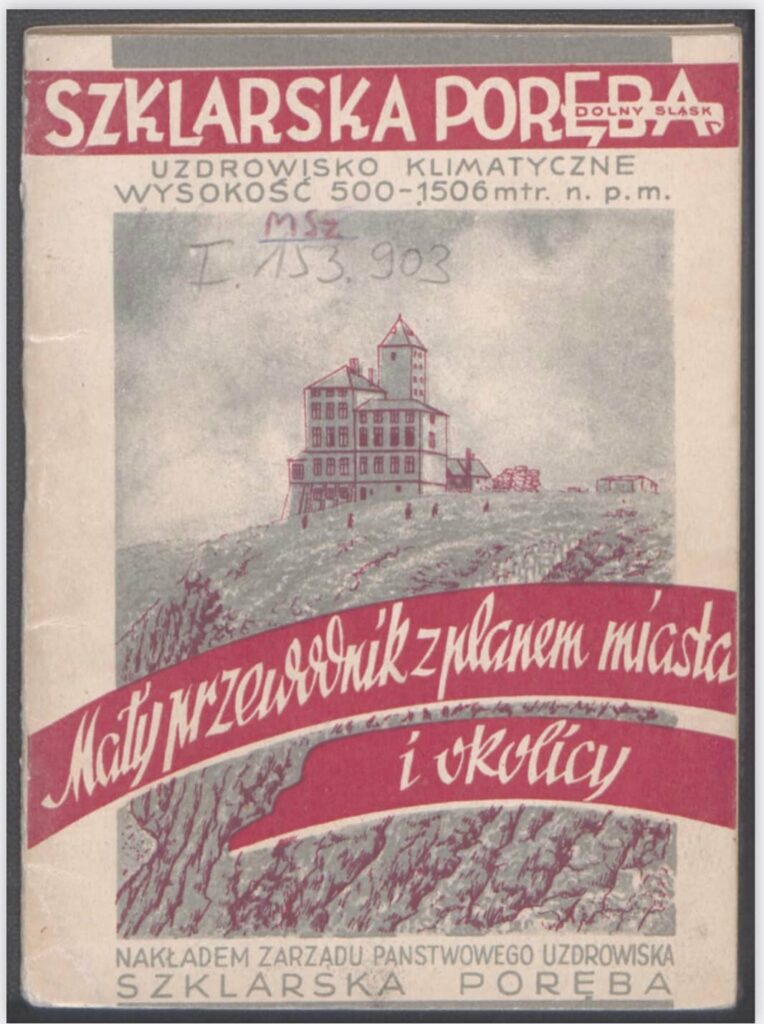 SZKLARSKA PORĘBA
DOLNY SLĄSK
UZDROWISKO KLIMATYCZNE
WYSOKOŚĆ 500-1506 mtr. n. p. m.
MSz
I. 153. 903
Mały przewodnik z planem miasta
i okolicy
NAKŁADEM ZARZĄDU PAŃSTWOWEGO UZDROWISKA
SZKLARSKA PORĘBA